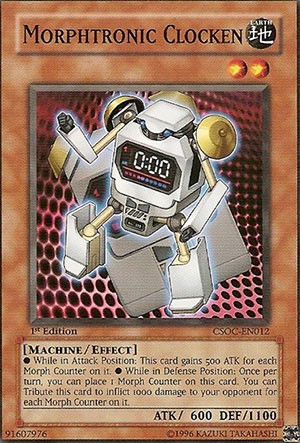 MORPHTRONIC CLOCKEN
EARTH
地
0:00
1st Edition
CSOC-EN012
[MACHINE/EFFECT]
● While in Attack Position: This card gains 500 ATK for each
Morph Counter on it. ● While in Defense Position: Once per
turn, you can place 1 Morph Counter on this card. You can
Tribute this card to inflict 1000 damage to your opponent for
each Morph Counter on it.
ATK/ 600 DEF/1100
91607976
©1996 KAZUKI TAKAHASHI